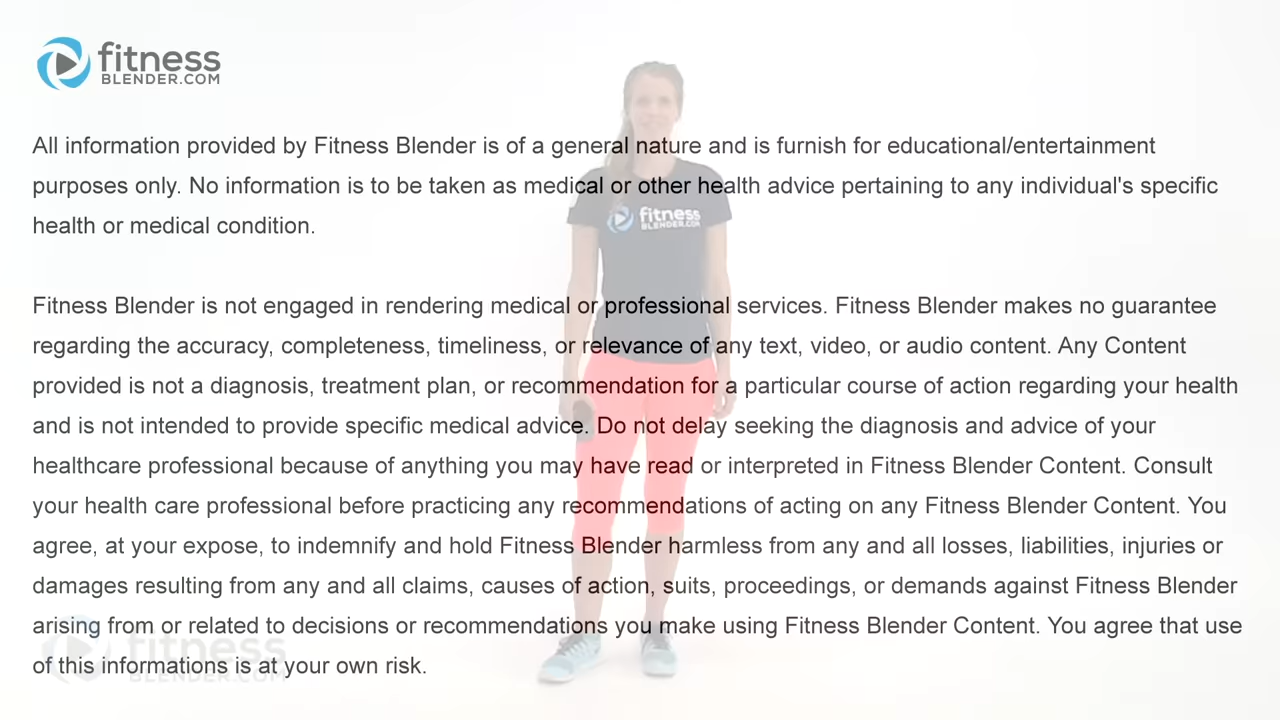 fitness
BLENDER.COM
All information provided by Fitness Blender is of a general nature and is furnish for educational/entertainment
purposes only. No information is to be taken as medical or other health advice pertaining to any individual's specific
health or medical condition.
fitness
BLENDER.COM
Fitness Blender is not engaged in rendering medical or professional services. Fitness Blender makes no guarantee
regarding the accuracy, completeness, timeliness, or relevance of any text, video, or audio content. Any Content
provided is not a diagnosis, treatment plan, or recommendation for a particular course of action regarding your health
and is not intended to provide specific medical advice. Do not delay seeking the diagnosis and advice of your
healthcare professional because of anything you may have read or interpreted in Fitness Blender Content. Consult
your health care professional before practicing any recommendations of acting on any Fitness Blender Content. You
agree, at your expose, to indemnify and hold Fitness Blender harmless from any and all losses, liabilities, injuries or
damages resulting from any and all claims, causes of action, suits, proceedings, or demands against Fitness Blender
arising from or related to decisions or recommendations you make using Fitness Blender Content. You agree that use
of this informations is at your own risk.
fitness
BLENDER.COM